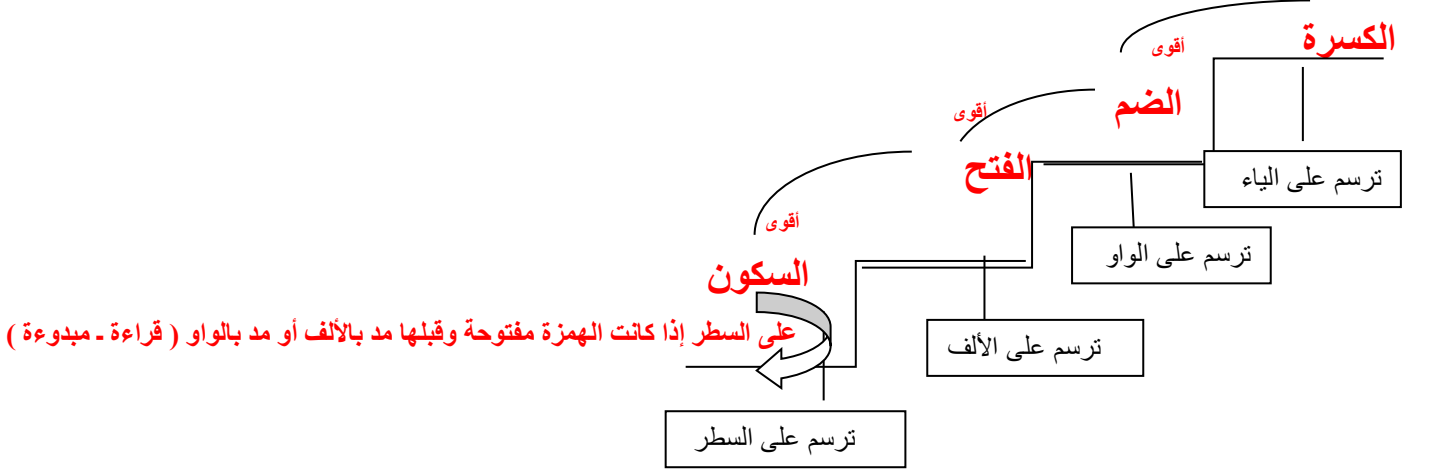 الكسرة
أقوى
ترسم على الياء
الضم
أقوى
ترسم على الواو
الفتح
أقوى
ترسم على الألف
السكون
على السطر إذا كانت الهمزة مفتوحة وقبلها مد بالألف أو مد بالواو ( قراءة ـ مبدوءة )
ترسم على السطر